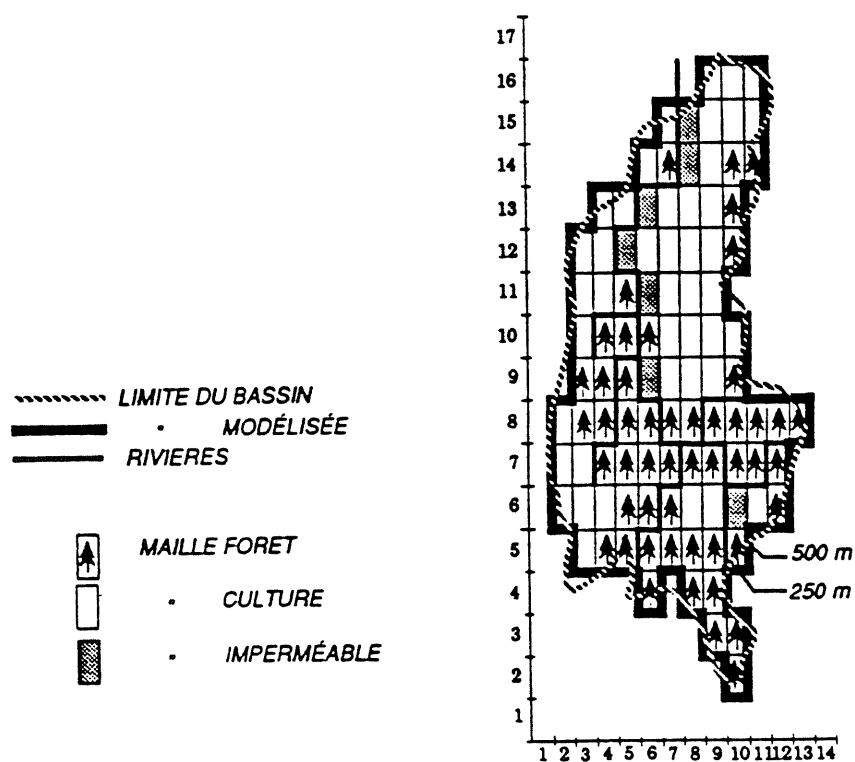 17
16
15
14
13
12
11
10
9
8
7
6
5
4
3
2
1
LIMITE DU BASSIN
" MODÉLISÉE
RIVIERES
MAILLE FORET
" CULTURE
" IMPERMÉABLE
500 m
250 m
1 2 3 4 5 6 7 8 9 10 11 12 13 14